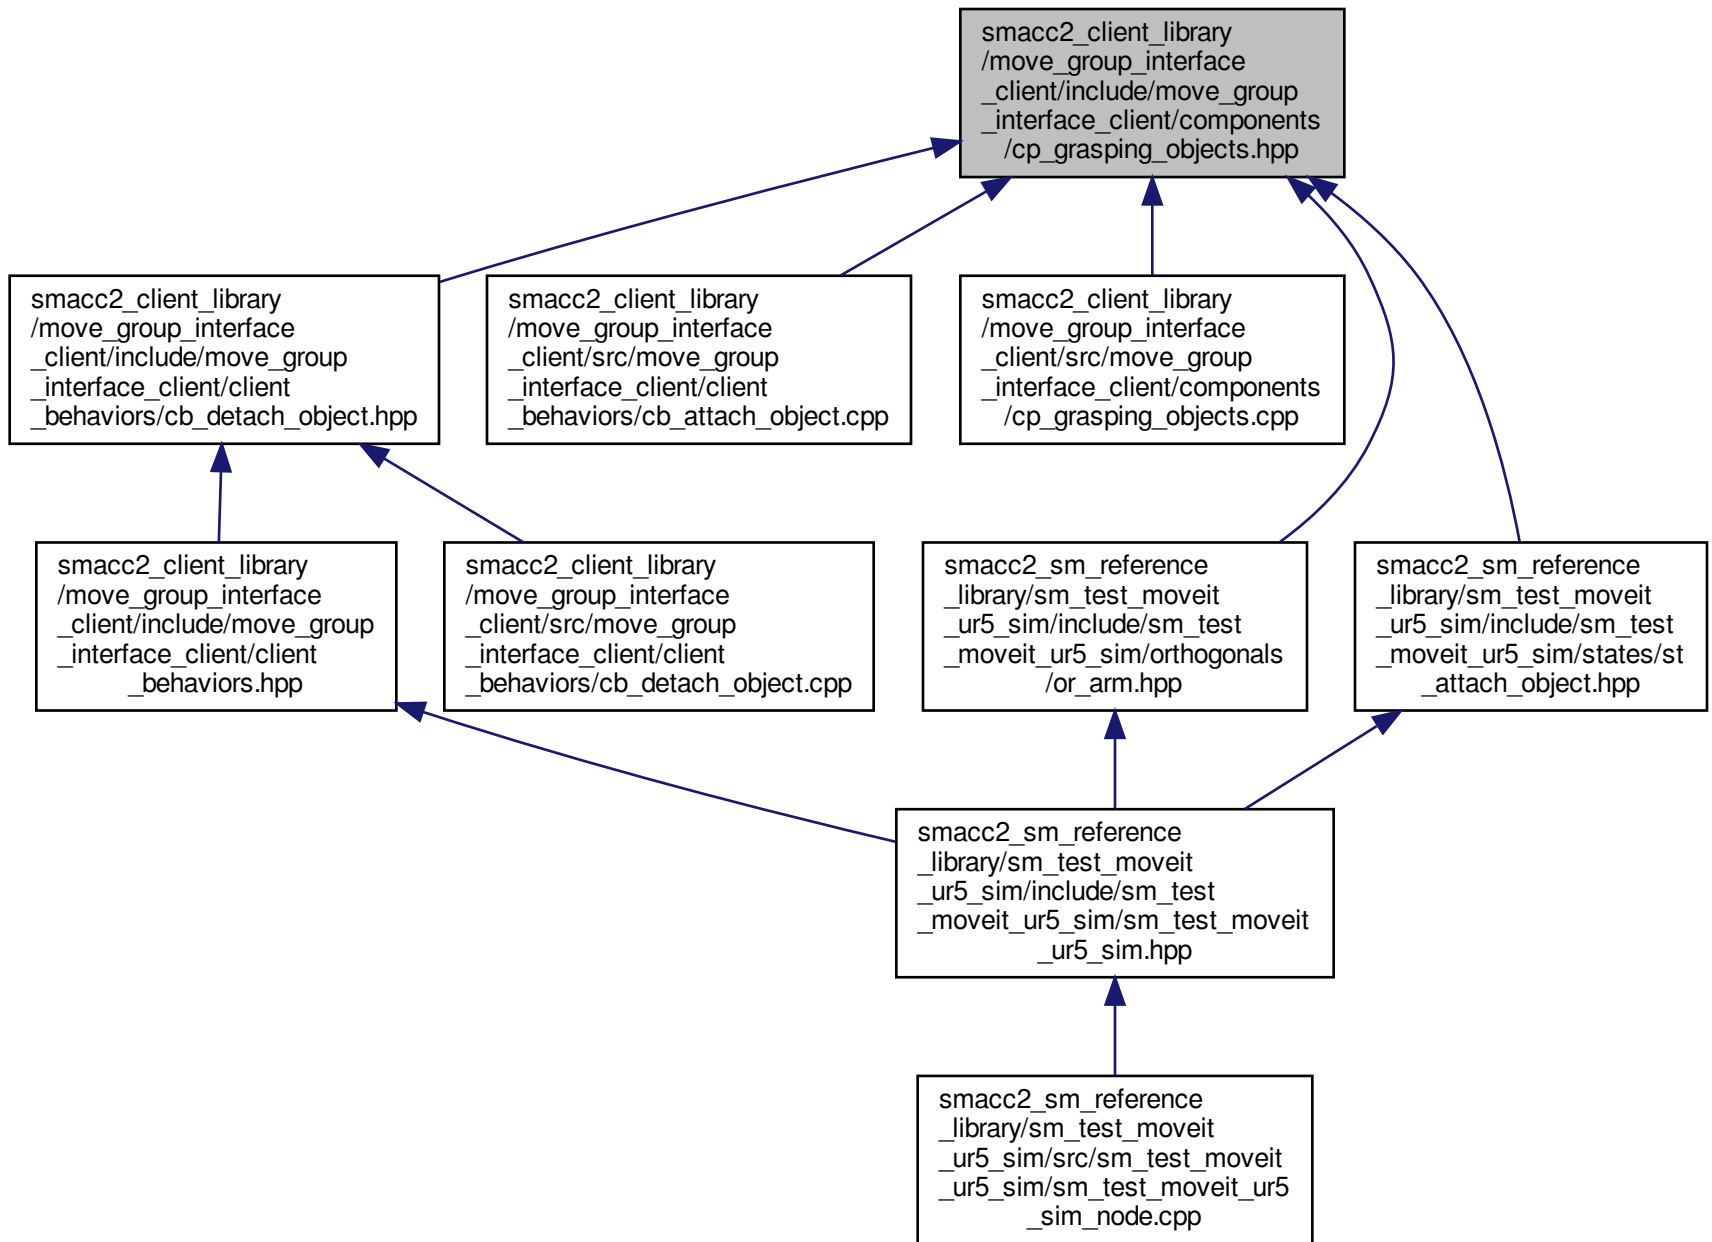 smacc2_client_library
/move_group_interface
_client/include/move_group
_interface_client/components
/cp_grasping_objects.hpp
smacc2_client_library
/move_group_interface
_client/include/move_group
_interface_client/client
_behaviors/cb_detach_object.hpp
smacc2_client_library
/move_group_interface
_client/src/move_group
_interface_client/client
_behaviors/cb_attach_object.cpp
smacc2_client_library
/move_group_interface
_client/src/move_group
_interface_client/components
/cp_grasping_objects.cpp
smacc2_client_library
/move_group_interface
_client/include/move_group
_interface_client/client
_behaviors.hpp
smacc2_client_library
/move_group_interface
_client/src/move_group
_interface_client/client
_behaviors/cb_detach_object.cpp
smacc2_sm_reference
_library/sm_test_moveit
_ur5_sim/include/sm_test
_moveit_ur5_sim/orthogonals
/or_arm.hpp
smacc2_sm_reference
_library/sm_test_moveit
_ur5_sim/include/sm_test
_moveit_ur5_sim/states/st
_attach_object.hpp
smacc2_sm_reference
_library/sm_test_moveit
_ur5_sim/include/sm_test
_moveit_ur5_sim/sm_test_moveit
_ur5_sim.hpp
smacc2_sm_reference
_library/sm_test_moveit
_ur5_sim/src/sm_test_moveit
_ur5_sim/sm_test_moveit_ur5
_sim_node.cpp